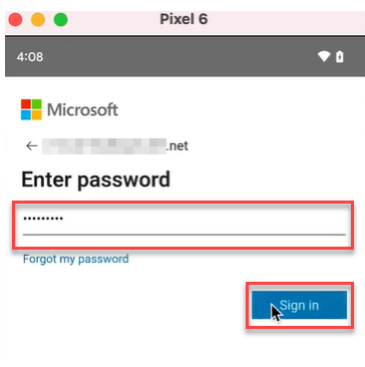 Pixel 6
4:08
Microsoft
.net
Enter password
•••••••••
Forgot my password
Sign in